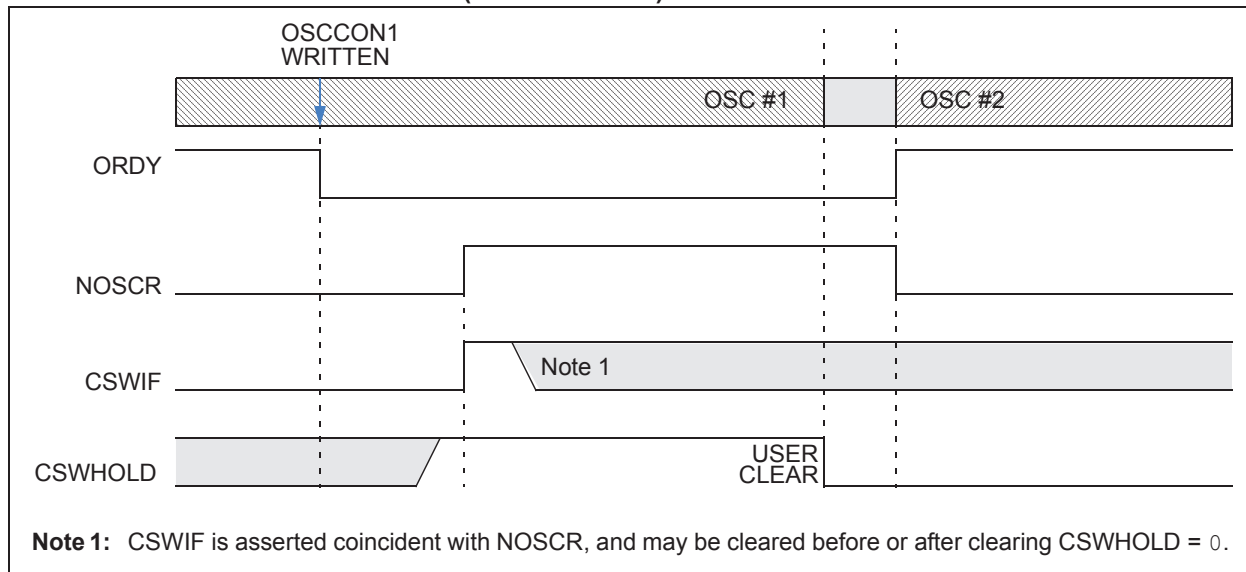 OSCCON1
WRITTEN
OSC #1
OSC #2
ORDY
NOSCR
CSWIF
Note 1
CSWHOLD
USER
CLEAR
Note 1: CSWIF is asserted coincident with NOSCR, and may be cleared before or after clearing CSWHOLD = 0.